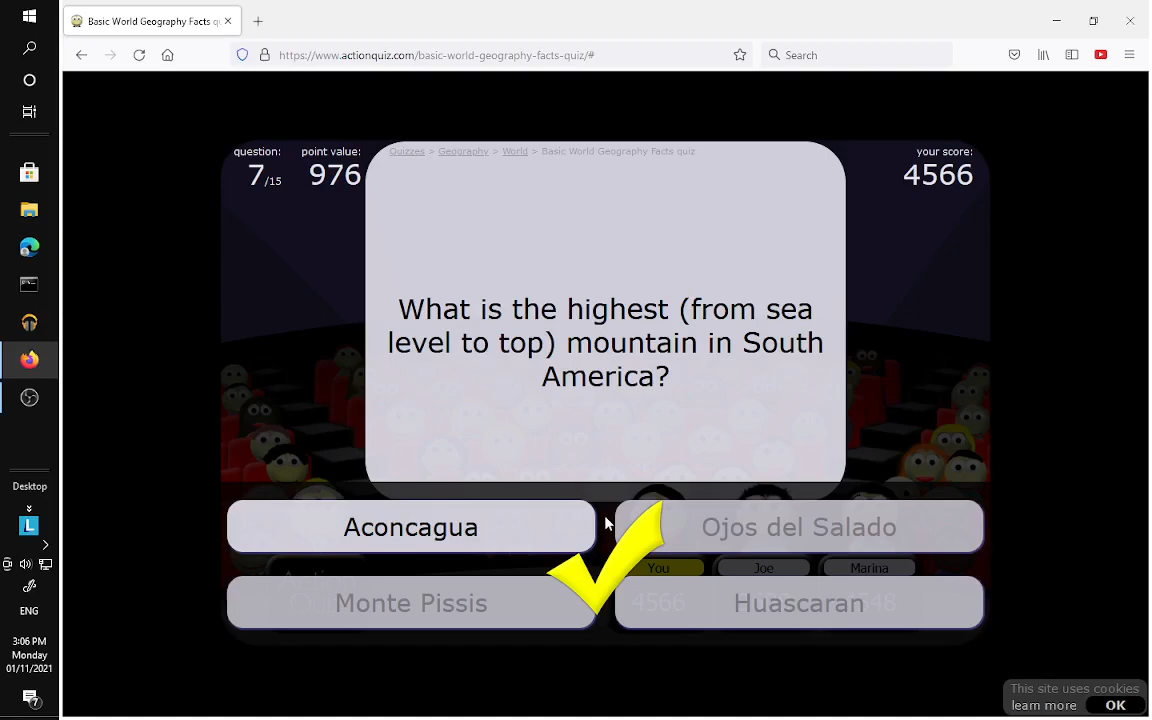 Basic World Geography Facts qu
https://www.actionquiz.com/basic-world-geography-facts-quiz/#
Search
question:
point value:
Quizzes > Geography > World > Basic World Geography Facts quiz
your score:
7/15
976
4566
What is the highest (from sea
level to top) mountain in South
America?
Aconcagua
Ojos del Salado
You
Joe
Marina
Monte Pissis
4566
Huascaran
Desktop
L
ENG
3:06 PM
Monday
01/11/2021
7
This site uses cookies
learn more
OK